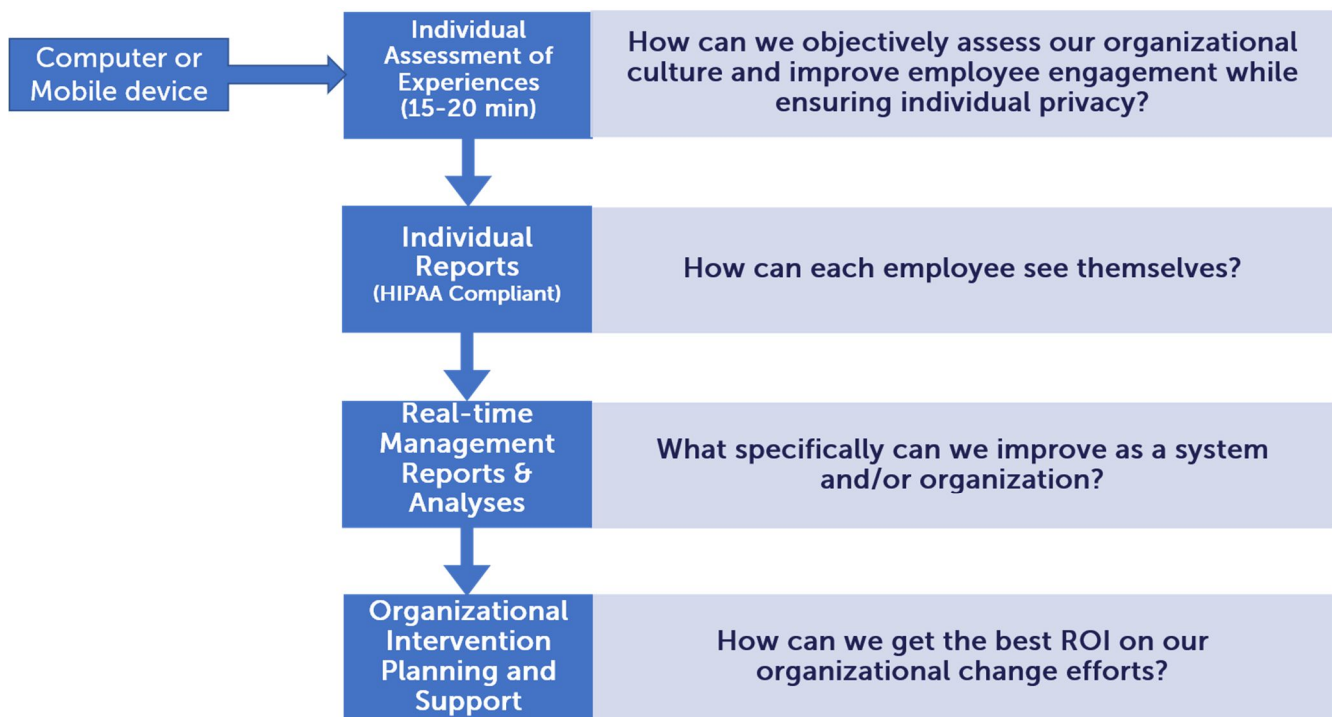 Computer or
Mobile device
Individual
Assessment of
Experiences
(15-20 min)
How can we objectively assess our organizational
culture and improve employee engagement while
ensuring individual privacy?
Individual
Reports
(HIPAA Compliant)
How can each employee see themselves?
Real-time
Management
Reports &
Analyses
What specifically can we improve as a system
and/or organization?
Organizational
Intervention
Planning and
Support
How can we get the best ROI on our
organizational change efforts?